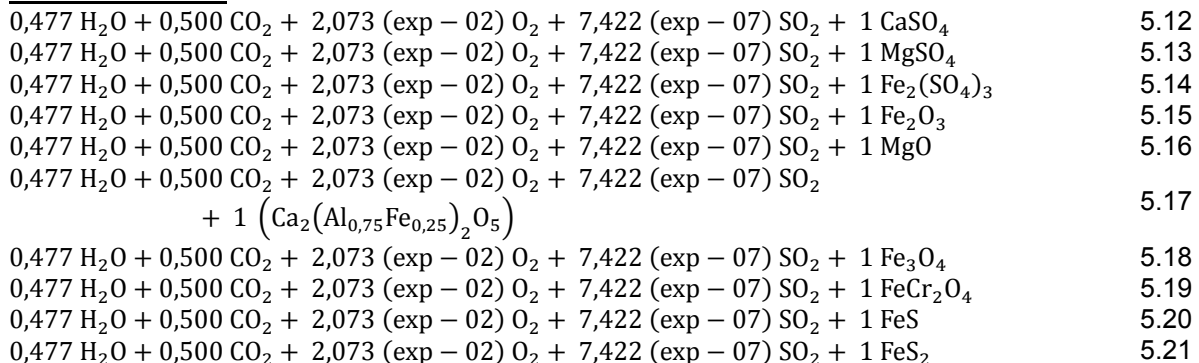 0,477 H₂O + 0,500 CO₂ + 2,073 (exp − 02) O₂ + 7,422 (exp − 07) SO₂ + 1 CaSO₄ 5.12
0,477 H₂O + 0,500 CO₂ + 2,073 (exp − 02) O₂ + 7,422 (exp − 07) SO₂ + 1 MgSO₄ 5.13
0,477 H₂O + 0,500 CO₂ + 2,073 (exp − 02) O₂ + 7,422 (exp − 07) SO₂ + 1 Fe₂(SO₄)₃ 5.14
0,477 H₂O + 0,500 CO₂ + 2,073 (exp − 02) O₂ + 7,422 (exp − 07) SO₂ + 1 Fe₂O₃ 5.15
0,477 H₂O + 0,500 CO₂ + 2,073 (exp − 02) O₂ + 7,422 (exp − 07) SO₂ + 1 MgO 5.16
0,477 H₂O + 0,500 CO₂ + 2,073 (exp − 02) O₂ + 7,422 (exp − 07) SO₂
+ 1 (Ca₂(Al₀,₇₅Fe₀,₂₅)₂O₅) 5.17
0,477 H₂O + 0,500 CO₂ + 2,073 (exp − 02) O₂ + 7,422 (exp − 07) SO₂ + 1 Fe₃O₄ 5.18
0,477 H₂O + 0,500 CO₂ + 2,073 (exp − 02) O₂ + 7,422 (exp − 07) SO₂ + 1 FeCr₂O₄ 5.19
0,477 H₂O + 0,500 CO₂ + 2,073 (exp − 02) O₂ + 7,422 (exp − 07) SO₂ + 1 FeS 5.20
0,477 H₂O + 0,500 CO₂ + 2,073 (exp − 02) O₂ + 7,422 (exp − 07) SO₂ + 1 FeS₂ 5.21